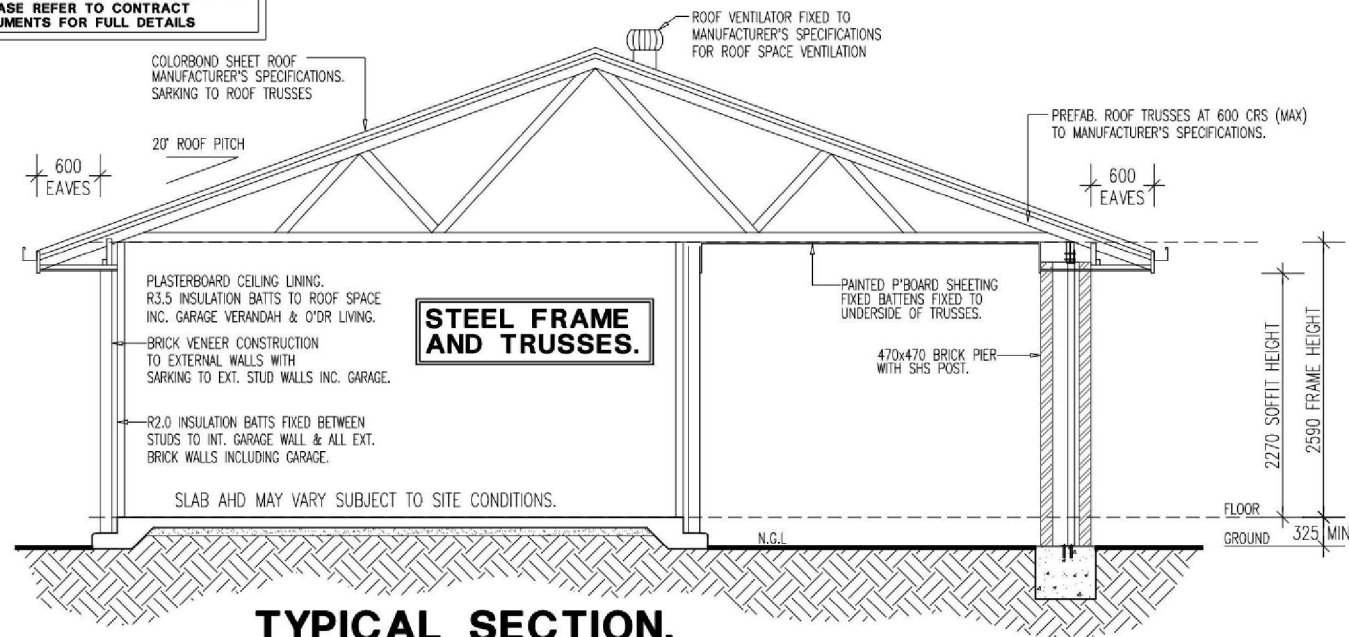 REFER TO CONTRACT
FOR FULL DETAILS
ROOF VENTILATOR FIXED TO
MANUFACTURER'S SPECIFICATIONS
FOR ROOF SPACE VENTILATION
COLORBOND SHEET ROOF
MANUFACTURER'S SPECIFICATIONS.
SARKING TO ROOF TRUSSES
PREFAB. ROOF TRUSSES AT 600 CRS (MAX)
TO MANUFACTURER'S SPECIFICATIONS.
20° ROOF PITCH
600
EAVES
600
EAVES
PLASTERBOARD CEILING LINING.
R3.5 INSULATION BATTS TO ROOF SPACE
INC. GARAGE VERANDAH & O'DR LIVING.
BRICK VENEER CONSTRUCTION
TO EXTERNAL WALLS WITH
SARKING TO EXT. STUD WALLS INC. GARAGE.
R2.0 INSULATION BATTS FIXED BETWEEN
STUDS TO INT. GARAGE WALL & ALL EXT.
BRICK WALLS INCLUDING GARAGE.
STEEL FRAME
AND TRUSSES.
PAINTED P'BOARD SHEETING
FIXED BATTENS FIXED TO
UNDERSIDE OF TRUSSES.
470x470 BRICK PIER
WITH SHS POST.
2270 SOFFIT HEIGHT
2590 FRAME HEIGHT
SLAB AHD MAY VARY SUBJECT TO SITE CONDITIONS.
FLOOR
N.G.L
GROUND
325 MIN
TYPICAL SECTION.